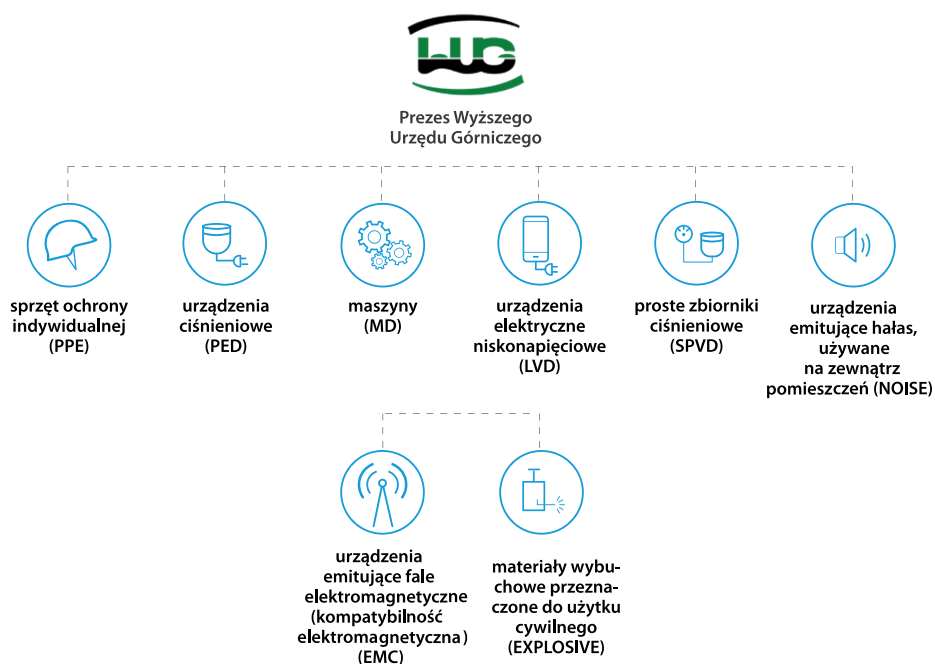 WUG
Prezes Wyższego
Urzędu Górniczego
sprzęt ochrony
indywidualnej
(PPE)
urządzenia
ciśnieniowe
(PED)
maszyny
(MD)
urządzenia
elektryczne
niskonapięciowe
(LVD)
proste zbiorniki
ciśnieniowe
(SPVD)
urządzenia
emitujące hałas,
używane
na zewnątrz
pomieszczeń (NOISE)
urządzenia
emitujące fale
elektromagnetyczne
(kompatybilność
elektromagnetyczna)
(EMC)
materiały wybu-
chowe przezna-
czone do użytku
cywilnego
(EXPLOSIVE)